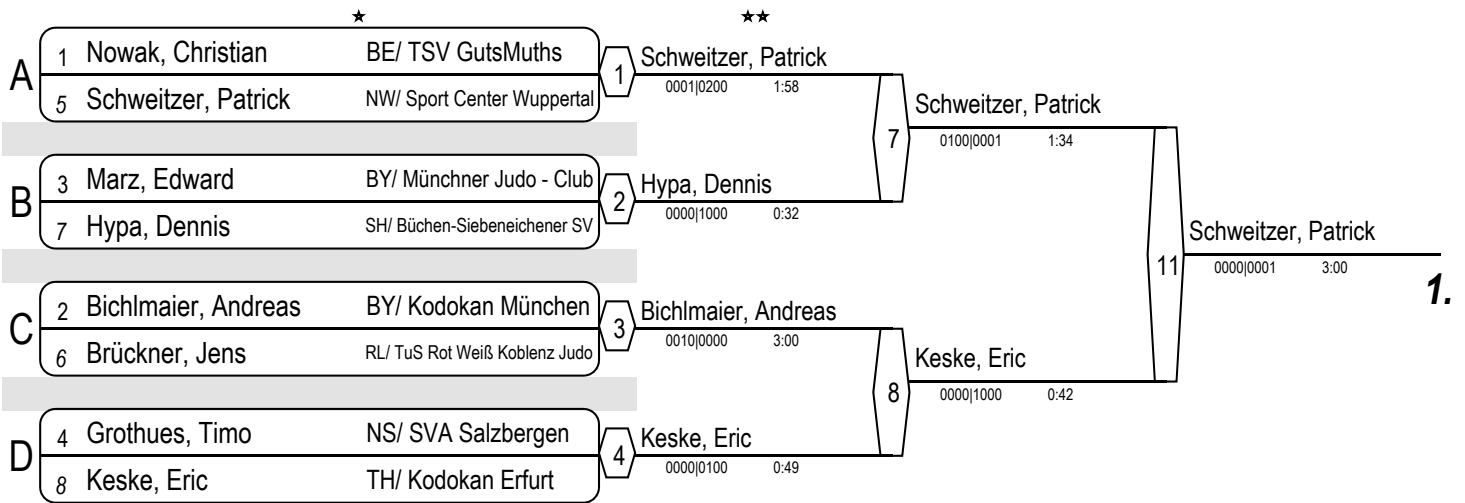 ★ ★★
A
1 Nowak, Christian BE/ TSV GutsMuths
5 Schweitzer, Patrick NW/ Sport Center Wuppertal
1
Schweitzer, Patrick
0001|0200 1:58
B
3 Marz, Edward BY/ Münchner Judo - Club
7 Hypa, Dennis SH/ Büchen-Siebeneichener SV
2
Hypa, Dennis
0000|1000 0:32
C
2 Bichlmaier, Andreas BY/ Kodokan München
6 Brückner, Jens RL/ TuS Rot Weiß Koblenz Judo
3
Bichlmaier, Andreas
0010|0000 3:00
D
4 Grothues, Timo NS/ SVA Salzbergen
8 Keske, Eric TH/ Kodokan Erfurt
4
Keske, Eric
0000|0100 0:49
7
Schweitzer, Patrick
0100|0001 1:34
8
Keske, Eric
0000|1000 0:42
11
Schweitzer, Patrick
0000|0001 3:00
1.